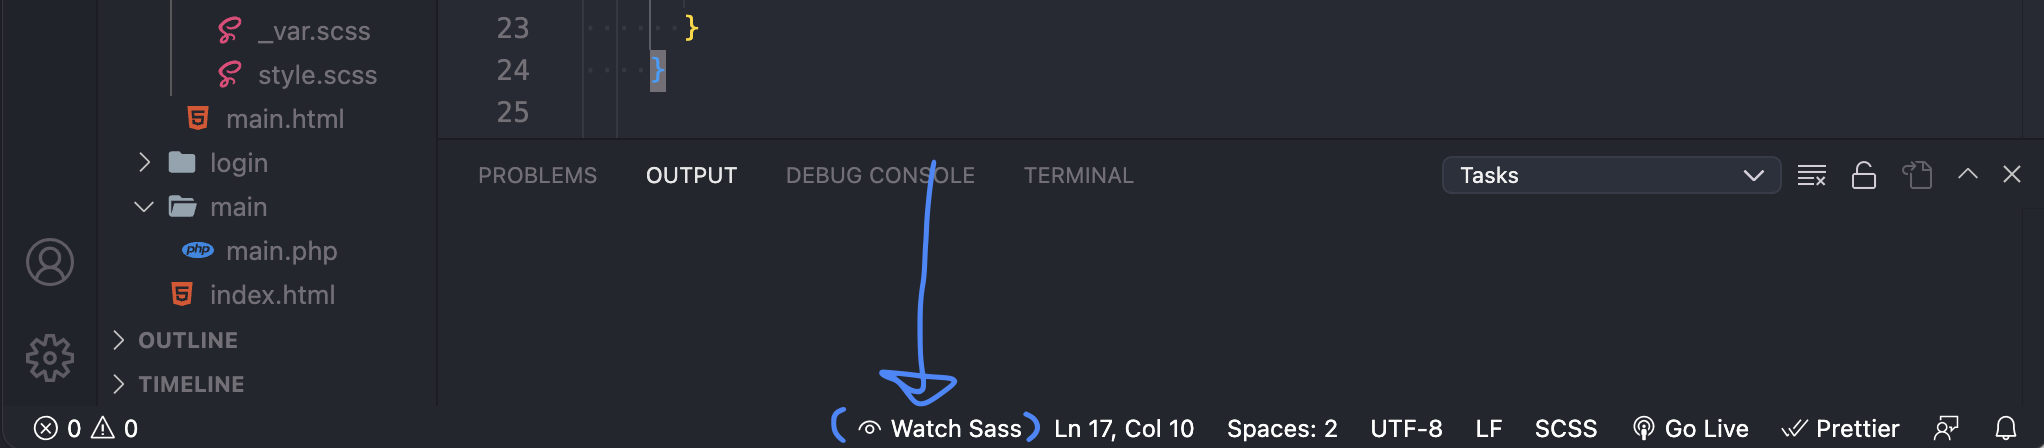 _var.scss
style.scss
main.html
login
main
php main.php
index.html
OUTLINE
TIMELINE
23 }
24 }
25
PROBLEMS OUTPUT DEBUG CONSOLE TERMINAL Tasks
0 0 ( Watch Sass ) Ln 17, Col 10 Spaces: 2 UTF-8 LF SCSS Go Live Prettier